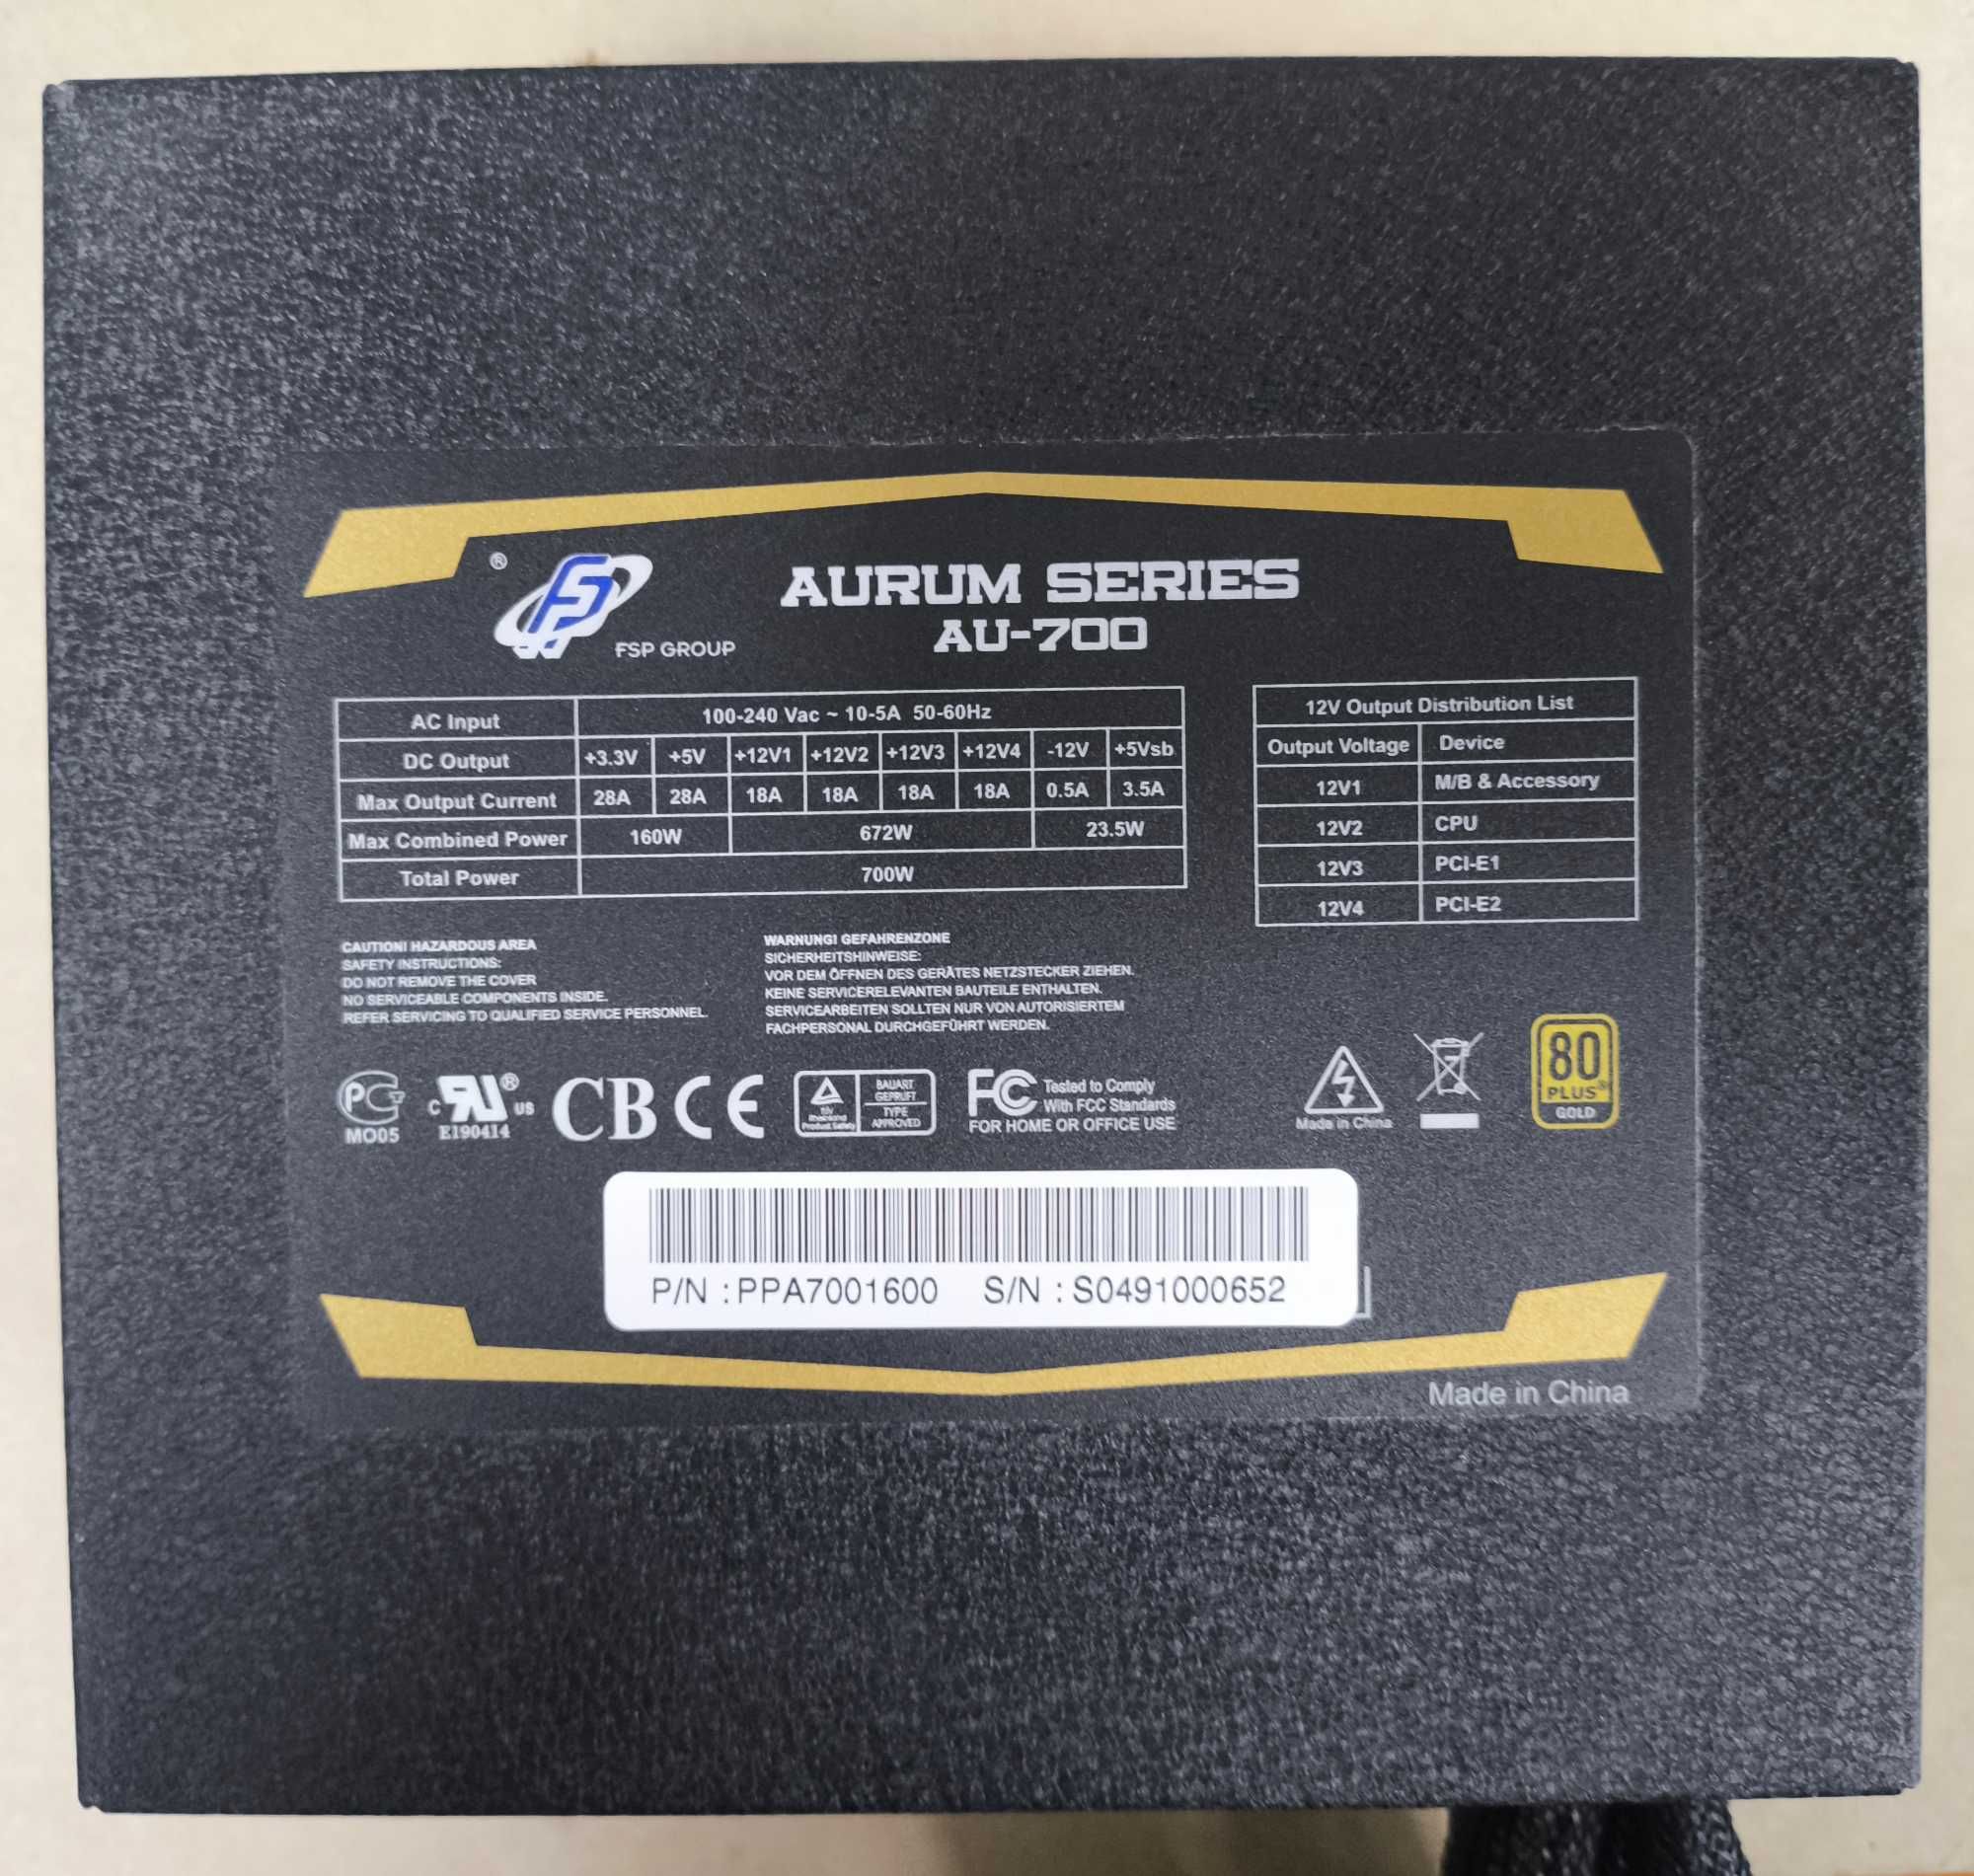 ®
FSP GROUP
AURUM SERIES
AU-700
AC Input 100-240 Vac ~ 10-5A 50-60Hz
DC Output +3.3V +5V +12V1 +12V2 +12V3 +12V4 -12V +5Vsb
Max Output Current 28A 28A 18A 18A 18A 18A 0.5A 3.5A
Max Combined Power 160W 672W 23.5W
Total Power 700W
12V Output Distribution List
Output Voltage Device
12V1 M/B & Accessory
12V2 CPU
12V3 PCI-E1
12V4 PCI-E2
CAUTION! HAZARDOUS AREA
SAFETY INSTRUCTIONS:
DO NOT REMOVE THE COVER
NO SERVICEABLE COMPONENTS INSIDE.
REFER SERVICING TO QUALIFIED SERVICE PERSONNEL.
WARNUNG! GEFAHRENZONE
SICHERHEITSHINWEISE:
VOR DEM ÖFFNEN DES GERÄTES NETZSTECKER ZIEHEN.
KEINE SERVICERELEVANTEN BAUTEILE ENTHALTEN.
SERVICEARBEITEN SOLLTEN NUR VON AUTORISIERTEM
FACHPERSONAL DURCHGEFÜHRT WERDEN.
MO05
C ® US
E190414
CB CE
TÜV
Rheinland
Product Safety
BAUART
GEPRÜFT
TYPE
APPROVED
FC Tested to Comply
With FCC Standards
FOR HOME OR OFFICE USE
Made in China
80
PLUS®
GOLD
P/N :PPA7001600 S/N : S0491000652
Made in China